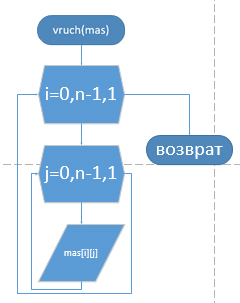 vruch(mas)
i=0,n-1,1
возврат
j=0,n-1,1
mas[i][j]